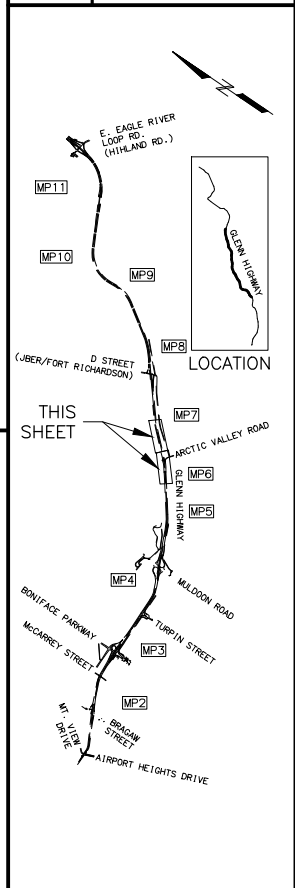 N
E. EAGLE RIVER
LOOP RD.
(HIHLAND RD.)
MP11
GLENN HIGHWAY
LOCATION
MP10
MP9
MP8
D STREET
(JBER/FORT RICHARDSON)
MP7
THIS
SHEET
ARCTIC VALLEY ROAD
MP6
GLENN HIGHWAY
MP5
MP4
MULDOON ROAD
TURPIN STREET
BONIFACE PARKWAY
MP3
McCARREY STREET
MP2
MT. VIEW
DRIVE
BRAGAW
STREET
AIRPORT HEIGHTS DRIVE